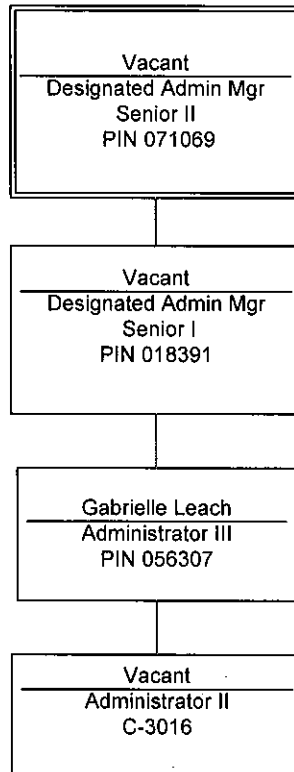 Vacant
Designated Admin Mgr
Senior II
PIN 071069
Vacant
Designated Admin Mgr
Senior I
PIN 018391
Gabrielle Leach
Administrator III
PIN 056307
Vacant
Administrator II
C-3016